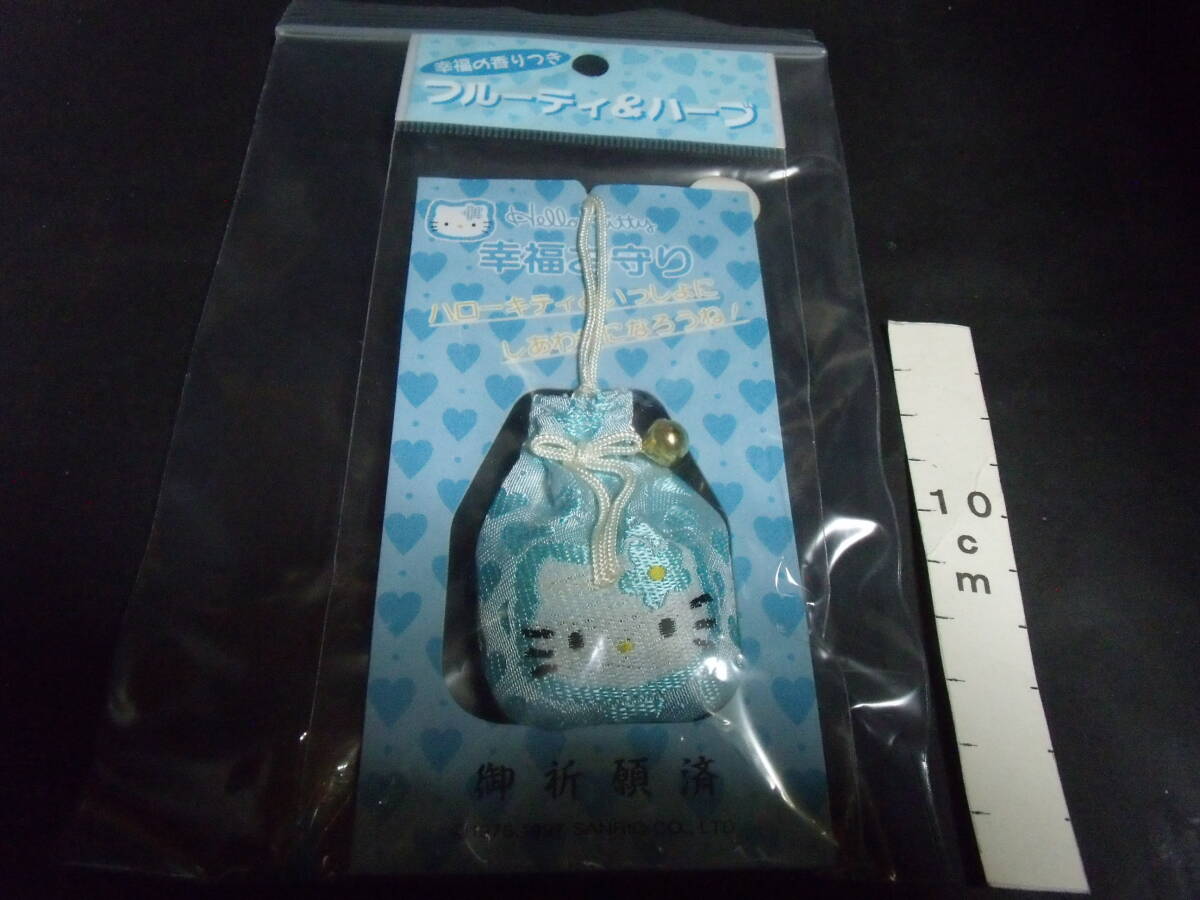 幸福の香りつき
フルーティ&ハーブ
Hello Kitty
幸福お守り
ハローキティといっしょに
しあわせになろうね!
御祈願済
©1976,1997 SANRIO CO., LTD.
10
cm